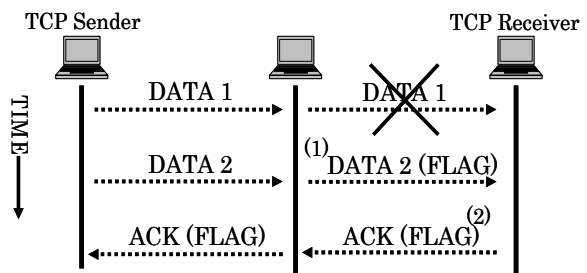 TCP Sender
TCP Receiver
TIME
DATA 1
DATA 1
(1)
DATA 2
DATA 2 (FLAG)
(2)
ACK (FLAG)
ACK (FLAG)